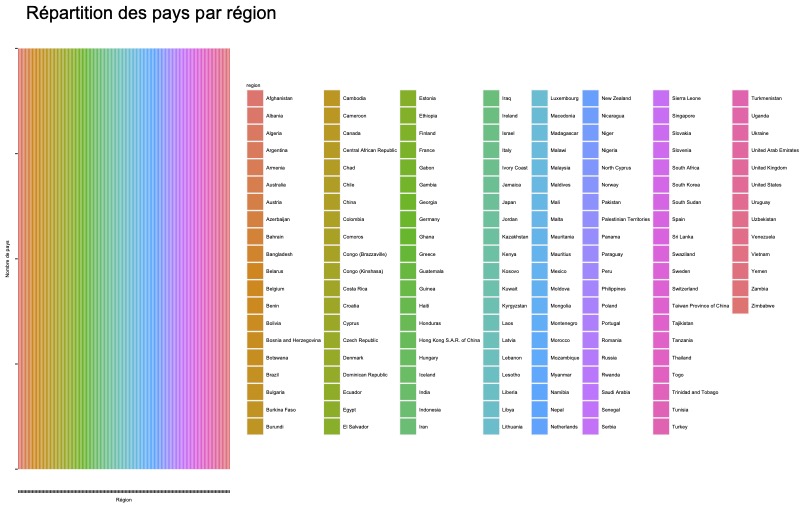 Répartition des pays par région
Nombre de pays
Région
region
Afghanistan
Albania
Algeria
Argentina
Armenia
Australia
Austria
Azerbaijan
Bahrain
Bangladesh
Belarus
Belgium
Benin
Bolivia
Bosnia and Herzegovina
Botswana
Brazil
Bulgaria
Burkina Faso
Burundi
Cambodia
Cameroon
Canada
Central African Republic
Chad
Chile
China
Colombia
Comoros
Congo (Brazzaville)
Congo (Kinshasa)
Costa Rica
Croatia
Cyprus
Czech Republic
Denmark
Dominican Republic
Ecuador
Egypt
El Salvador
Estonia
Ethiopia
Finland
France
Gabon
Gambia
Georgia
Germany
Ghana
Greece
Guatemala
Guinea
Haiti
Honduras
Hong Kong S.A.R. of China
Hungary
Iceland
India
Indonesia
Iran
Iraq
Ireland
Israel
Italy
Ivory Coast
Jamaica
Japan
Jordan
Kazakhstan
Kenya
Kosovo
Kuwait
Kyrgyzstan
Laos
Latvia
Lebanon
Lesotho
Liberia
Libya
Lithuania
Luxembourg
Macedonia
Madagascar
Malawi
Malaysia
Maldives
Mali
Malta
Mauritania
Mauritius
Mexico
Moldova
Mongolia
Montenegro
Morocco
Mozambique
Myanmar
Namibia
Nepal
Netherlands
New Zealand
Nicaragua
Niger
Nigeria
North Cyprus
Norway
Pakistan
Palestinian Territories
Panama
Paraguay
Peru
Philippines
Poland
Portugal
Romania
Russia
Rwanda
Saudi Arabia
Senegal
Serbia
Sierra Leone
Singapore
Slovakia
Slovenia
South Africa
South Korea
South Sudan
Spain
Sri Lanka
Swaziland
Sweden
Switzerland
Taiwan Province of China
Tajikistan
Tanzania
Thailand
Togo
Trinidad and Tobago
Tunisia
Turkey
Turkmenistan
Uganda
Ukraine
United Arab Emirates
United Kingdom
United States
Uruguay
Uzbekistan
Venezuela
Vietnam
Yemen
Zambia
Zimbabwe